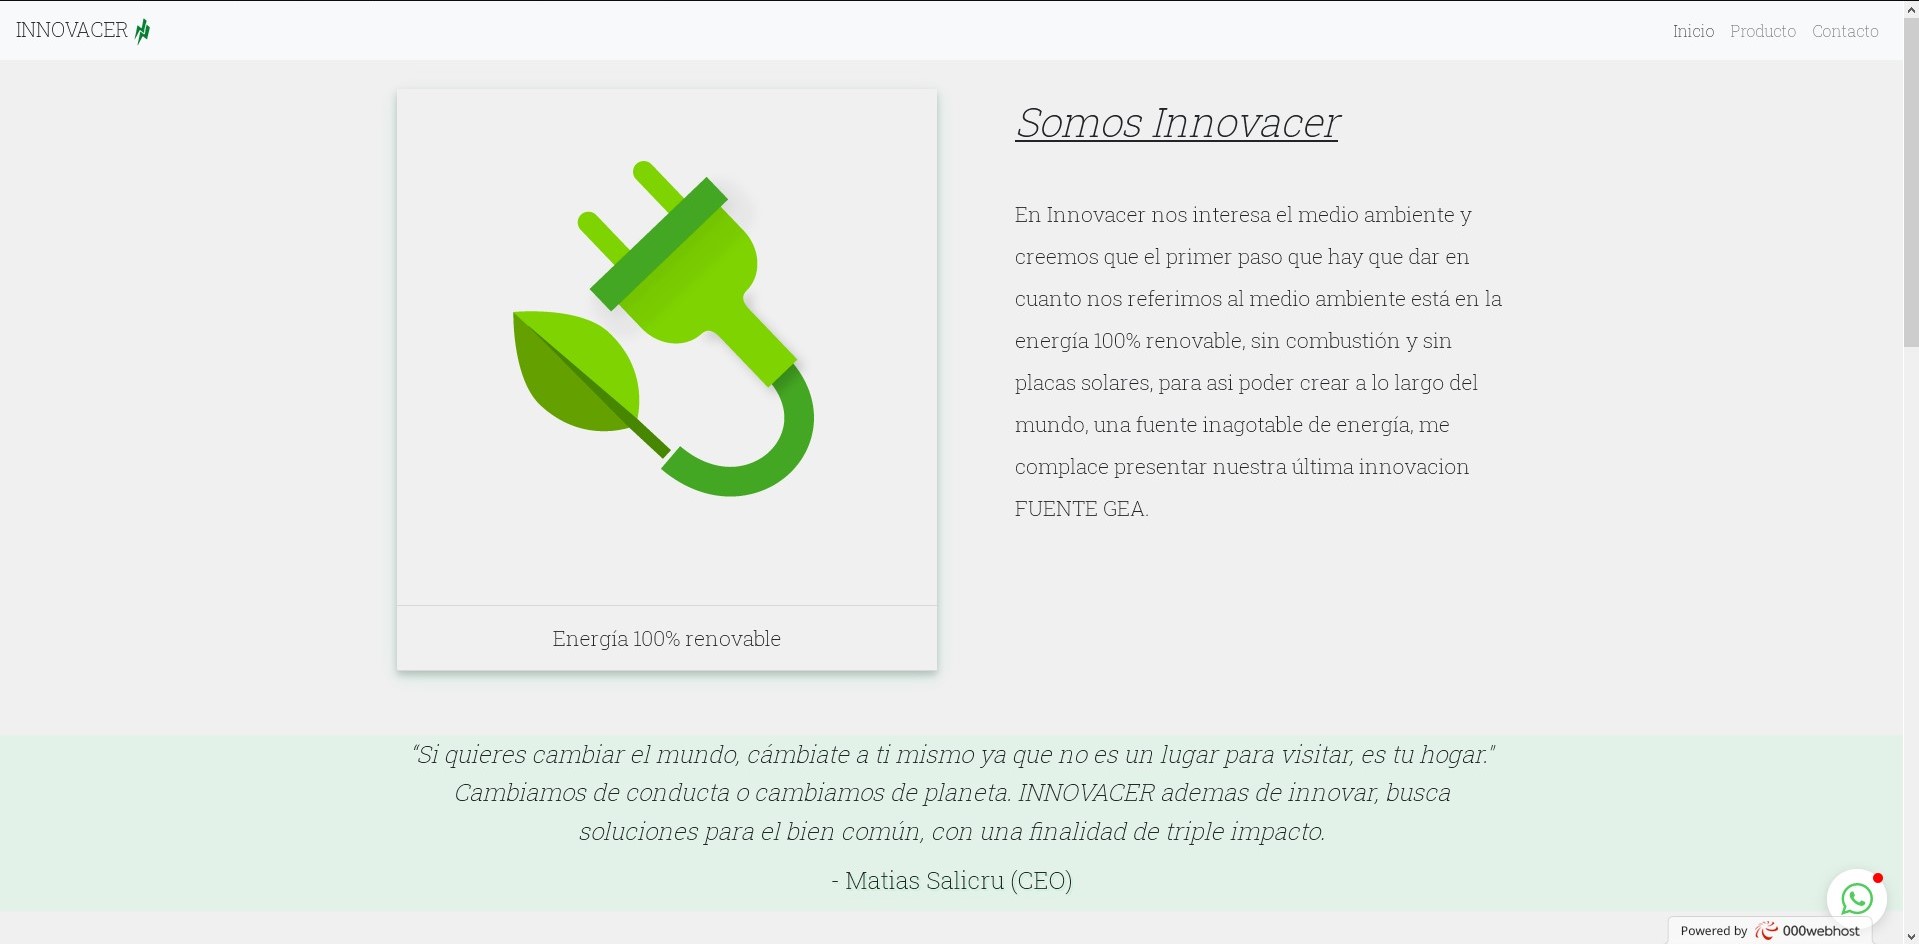 INNOVACER
Inicio Producto Contacto
Somos Innovacer
En Innovacer nos interesa el medio ambiente y
creemos que el primer paso que hay que dar en
cuanto nos referimos al medio ambiente está en la
energía 100% renovable, sin combustión y sin
placas solares, para asi poder crear a lo largo del
mundo, una fuente inagotable de energía, me
complace presentar nuestra última innovacion
FUENTE GEA.
Energía 100% renovable
“Si quieres cambiar el mundo, cámbiate a ti mismo ya que no es un lugar para visitar, es tu hogar."
Cambiamos de conducta o cambiamos de planeta. INNOVACER ademas de innovar, busca
soluciones para el bien común, con una finalidad de triple impacto.
- Matias Salicru (CEO)
Powered by 000webhost